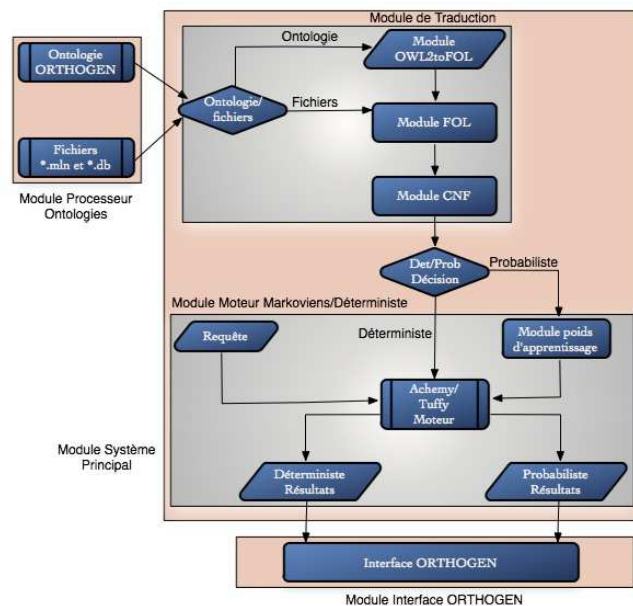 Module de Traduction
Ontologie
ORTHOGEN
Ontologie
Module
OWL2toFOL
Ontologie/
fichiers
Fichiers
Module FOL
Fichiers
*.mln et *.db
Module Processeur
Ontologies
Module CNF
Det/Prob
Décision
Probabiliste
Module Moteur Markoviens/Déterministe
Requête
Déterministe
Module poids
d'apprentissage
Achemy/
Tuffy
Moteur
Module Système
Principal
Déterministe
Résultats
Probabiliste
Résultats
Interface ORTHOGEN
Module Interface ORTHOGEN